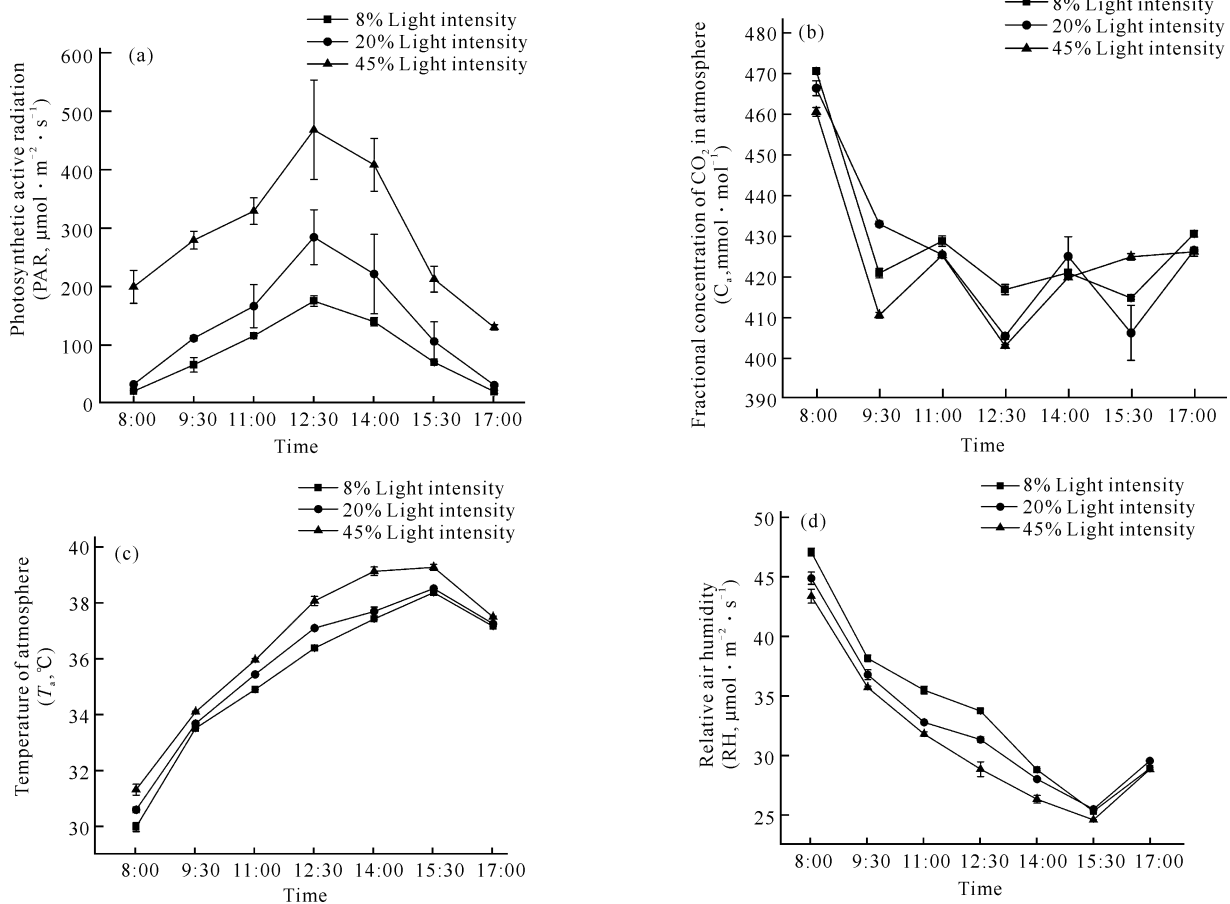 8% Light intensity
20% Light intensity
45% Light intensity
(a)
600
500
400
300
200
100
0
Photosynthetic active radiation
(PAR, μmol·m⁻²·s⁻¹)
8:00 9:30 11:00 12:30 14:00 15:30 17:00
Time
8% Light intensity
20% Light intensity
45% Light intensity
(b)
480
470
460
450
440
430
420
410
400
390
Fractional concentration of CO₂ in atmosphere
(Cₐ,mmol·mol⁻¹)
8:00 9:30 11:00 12:30 14:00 15:30 17:00
Time
8% Light intensity
20% Light intensity
45% Light intensity
(c)
40
38
36
34
32
30
Temperature of atmosphere
(Tₐ,℃)
8:00 9:30 11:00 12:30 14:00 15:30 17:00
Time
8% Light intensity
20% Light intensity
45% Light intensity
(d)
50
45
40
35
30
25
Relative air humidity
(RH, μmol·m⁻²·s⁻¹)
8:00 9:30 11:00 12:30 14:00 15:30 17:00
Time